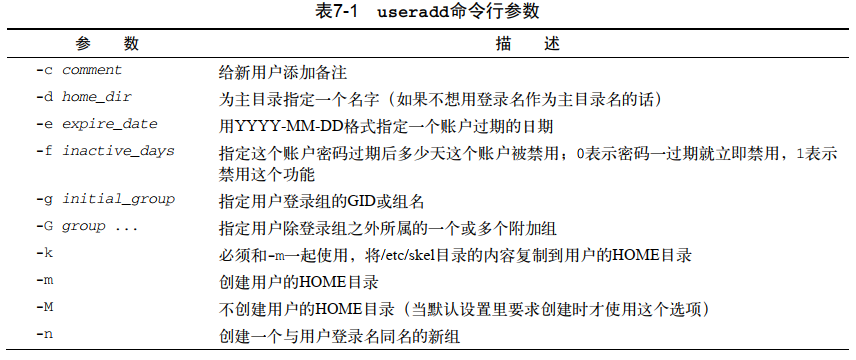 表7-1 useradd命令行参数
参 数 描 述
-c comment 给新用户添加备注
-d home_dir 为主目录指定一个名字（如果不想用登录名作为主目录名的话）
-e expire_date 用YYYY-MM-DD格式指定一个账户过期的日期
-f inactive_days 指定这个账户密码过期后多少天这个账户被禁用；0表示密码一过期就立即禁用，1表示
禁用这个功能
-g initial_group 指定用户登录组的GID或组名
-G group ... 指定用户除登录组之外所属的一个或多个附加组
-k 必须和-m一起使用，将/etc/skel目录的内容复制到用户的HOME目录
-m 创建用户的HOME目录
-M 不创建用户的HOME目录（当默认设置里要求创建时才使用这个选项）
-n 创建一个与用户登录名同名的新组